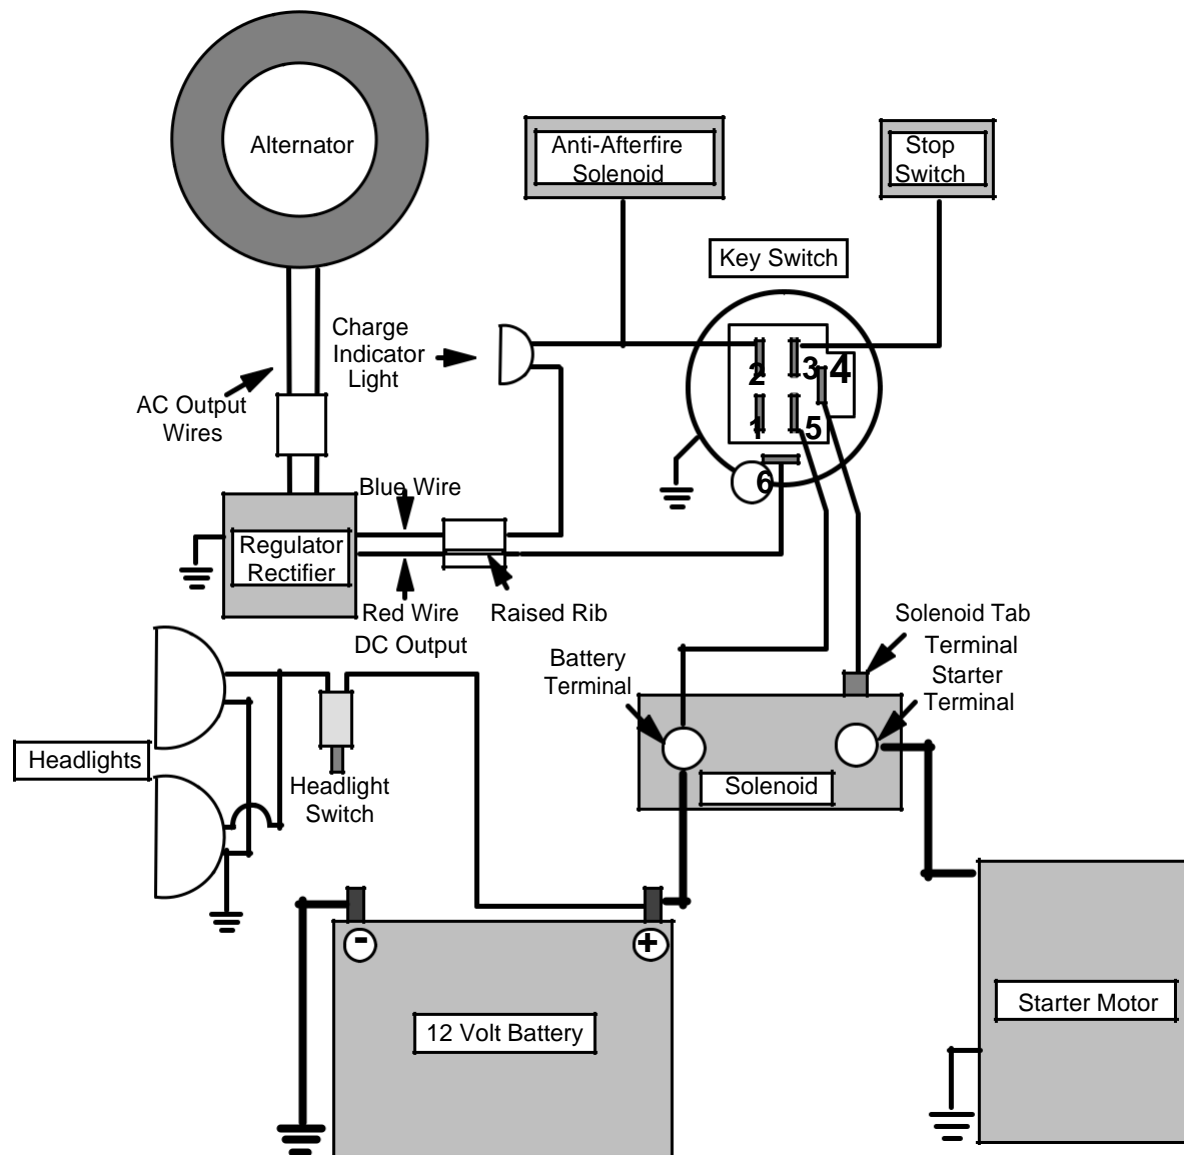 Alternator
Anti-Afterfire
Solenoid
Stop
Switch
Key Switch
Charge
Indicator
Light
AC Output
Wires
2
3
4
1
5
6
Blue Wire
Regulator
Rectifier
Red Wire
DC Output
Raised Rib
Solenoid Tab
Terminal
Starter
Terminal
Battery
Terminal
Headlights
Headlight
Switch
Solenoid
-
+
12 Volt Battery
Starter Motor